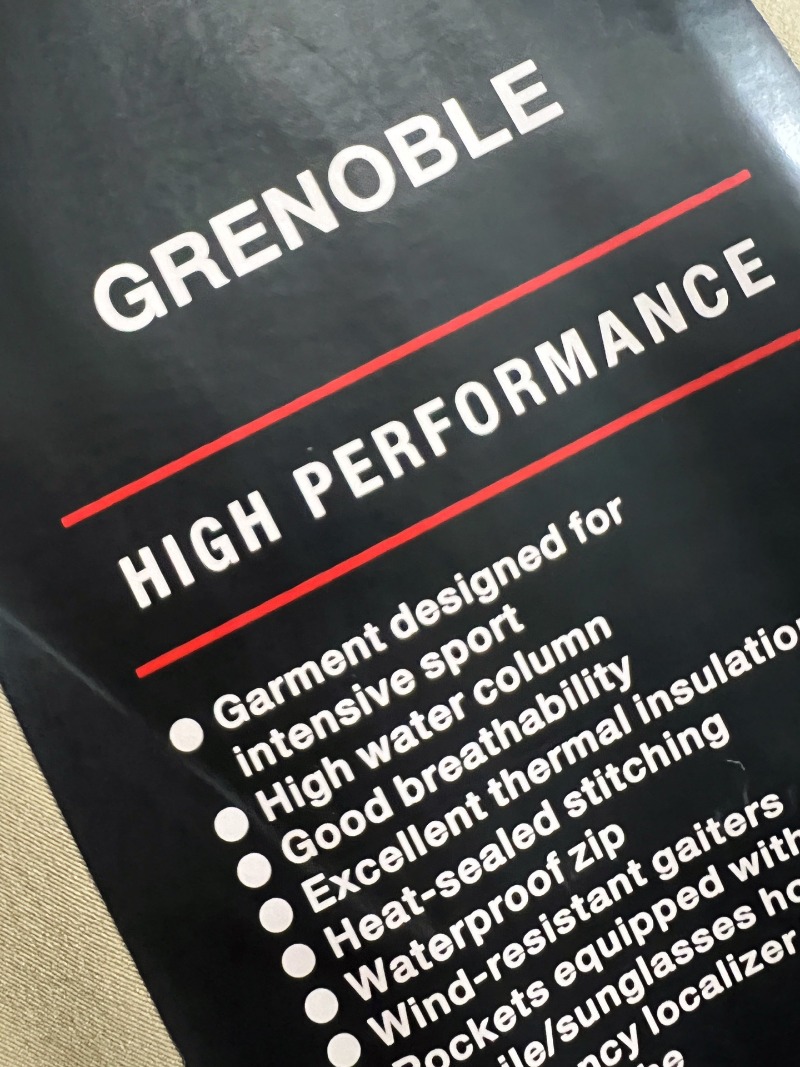 GRENOBLE
HIGH PERFORMANCE
Garment designed for
intensive sport
High water column
Good breathability
Excellent thermal insulation
Heat-sealed stitching
Waterproof zip
Wind-resistant gaiters
Pockets equipped with